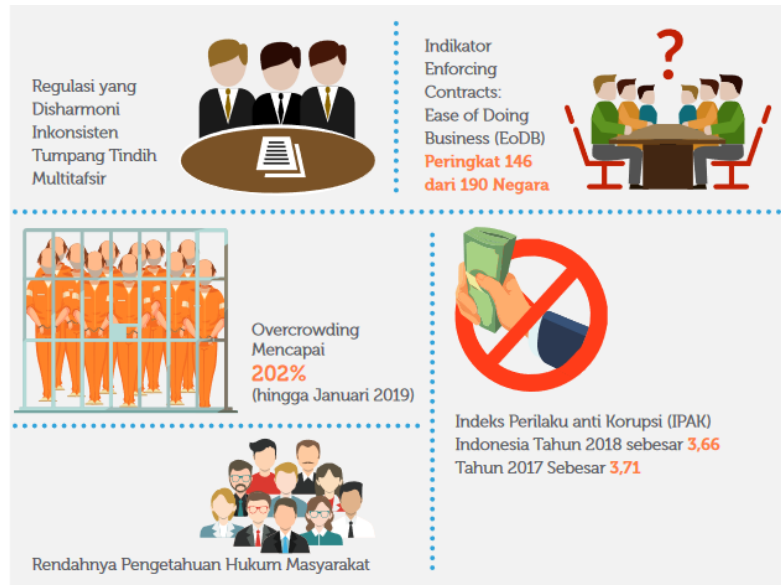 Regulasi yang
Disharmoni
Inkonsisten
Tumpang Tindih
Multitafsir
Indikator
Enforcing
Contracts:
Ease of Doing
Business (EoDB)
Peringkat 146
dari 190 Negara
?
Overcrowding
Mencapai
202%
(hingga Januari 2019)
Indeks Perilaku anti Korupsi (IPAK)
Indonesia Tahun 2018 sebesar 3,66
Tahun 2017 Sebesar 3,71
Rendahnya Pengetahuan Hukum Masyarakat